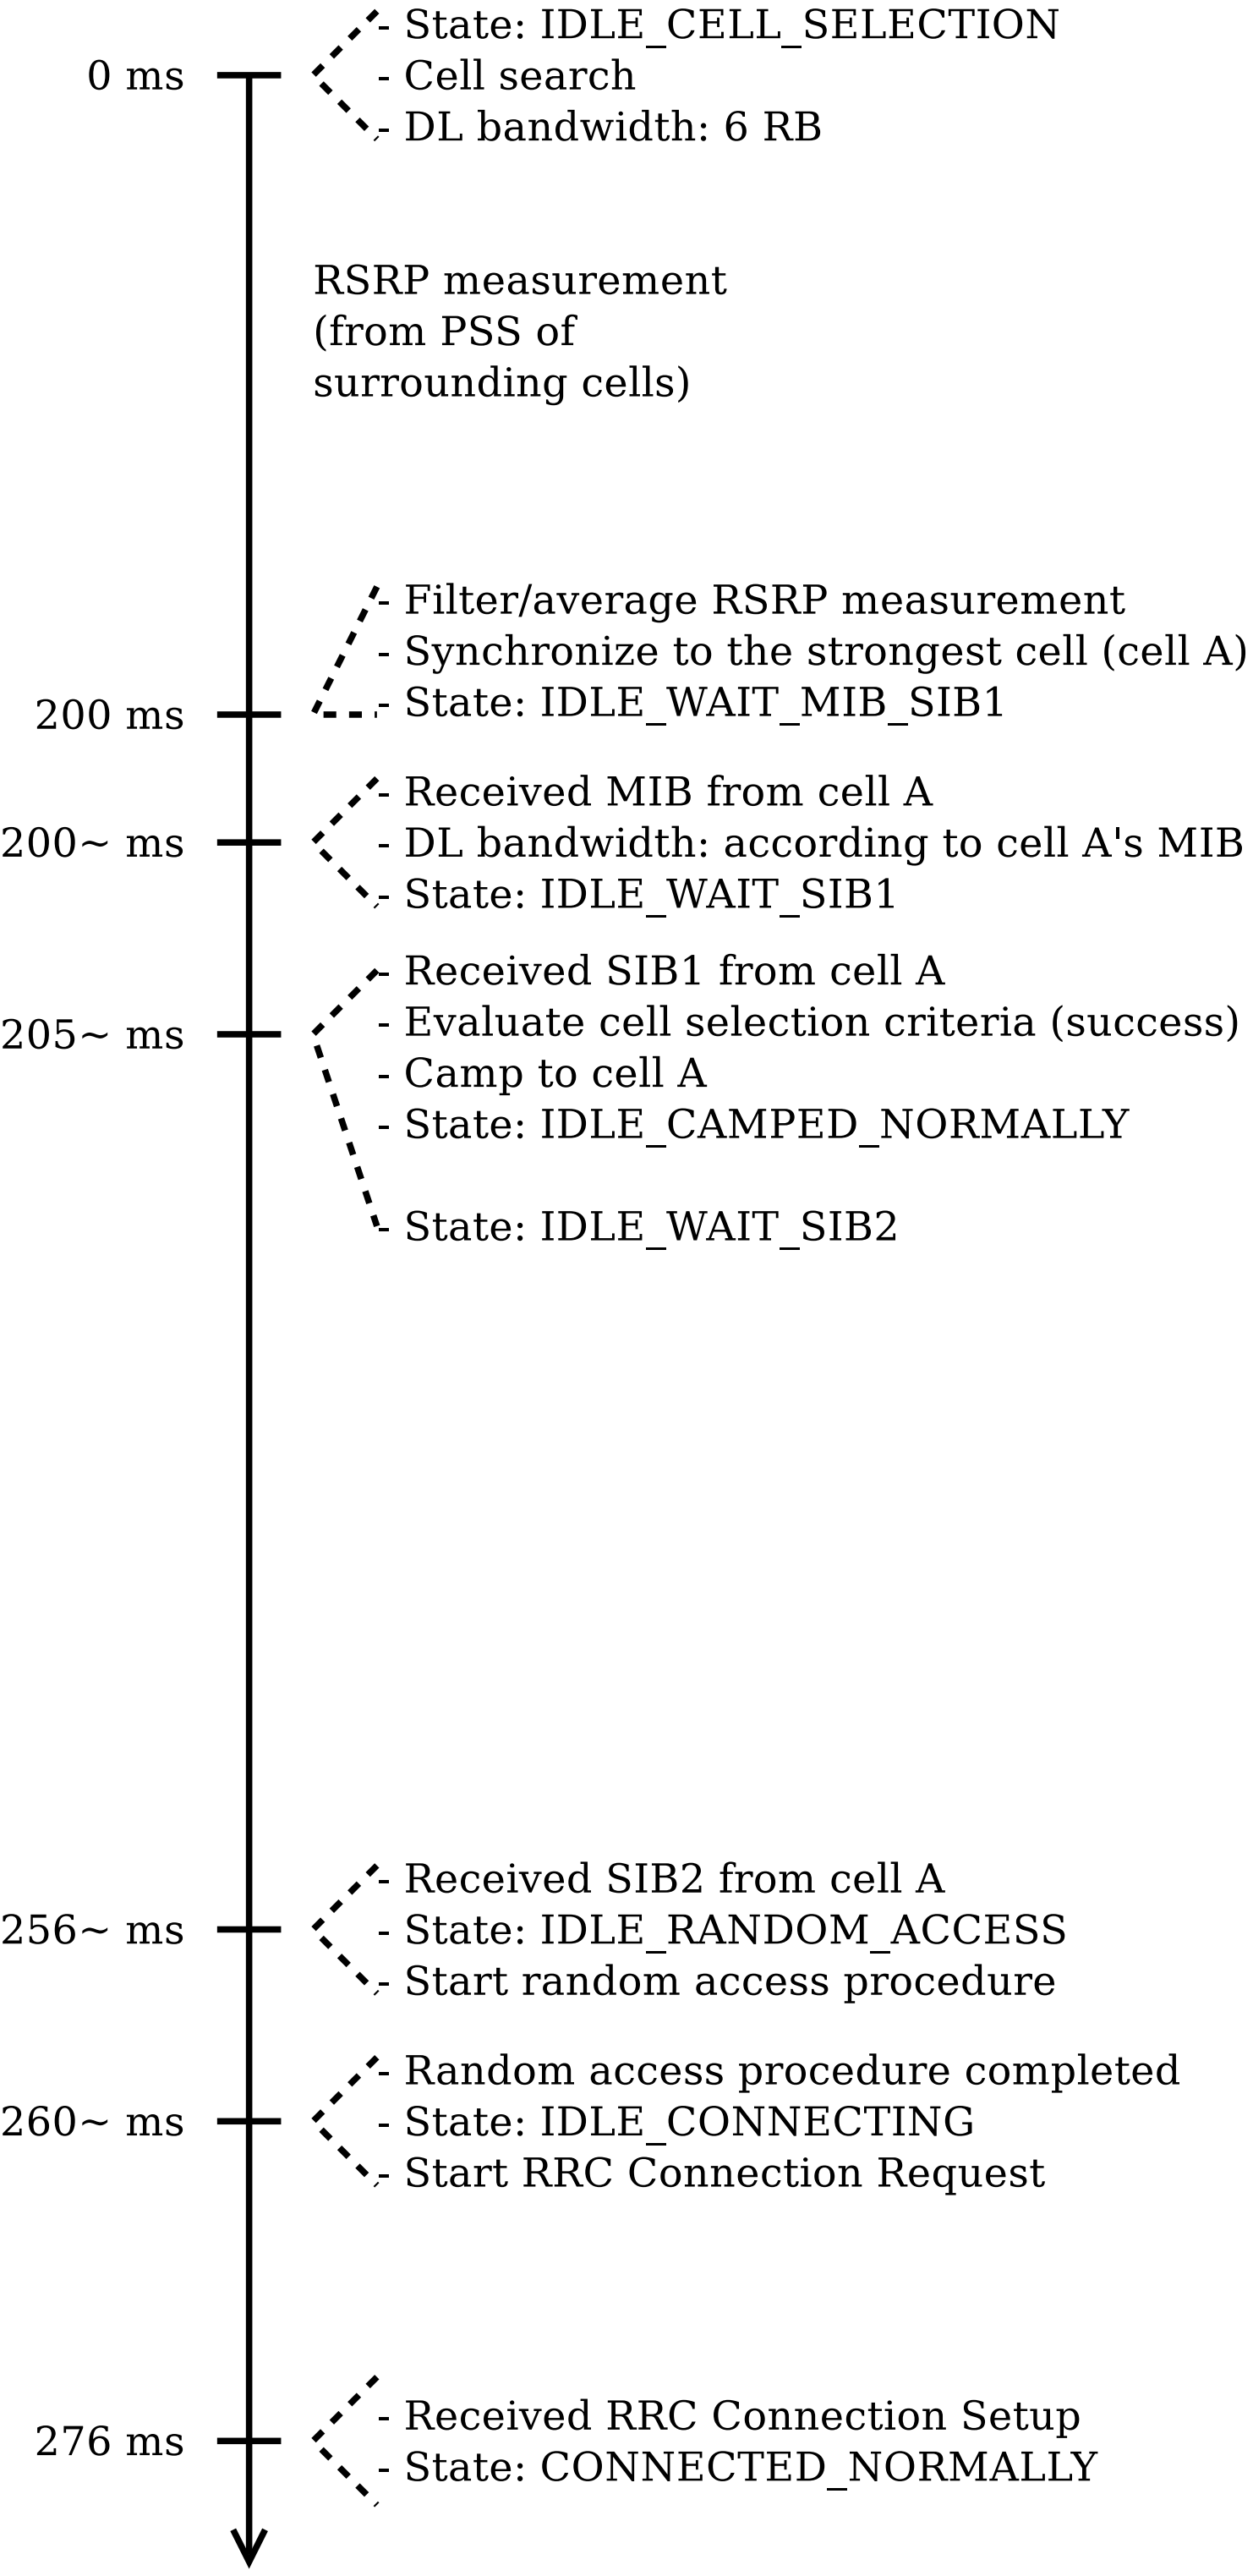 - State: IDLE_CELL_SELECTION
0 ms
- Cell search
- DL bandwidth: 6 RB
RSRP measurement
(from PSS of
surrounding cells)
- Filter/average RSRP measurement
- Synchronize to the strongest cell (cell A)
200 ms
- State: IDLE_WAIT_MIB_SIB1
- Received MIB from cell A
200~ ms
- DL bandwidth: according to cell A's MIB
- State: IDLE_WAIT_SIB1
- Received SIB1 from cell A
205~ ms
- Evaluate cell selection criteria (success)
- Camp to cell A
- State: IDLE_CAMPED_NORMALLY
- State: IDLE_WAIT_SIB2
- Received SIB2 from cell A
256~ ms
- State: IDLE_RANDOM_ACCESS
- Start random access procedure
- Random access procedure completed
260~ ms
- State: IDLE_CONNECTING
- Start RRC Connection Request
- Received RRC Connection Setup
276 ms
- State: CONNECTED_NORMALLY